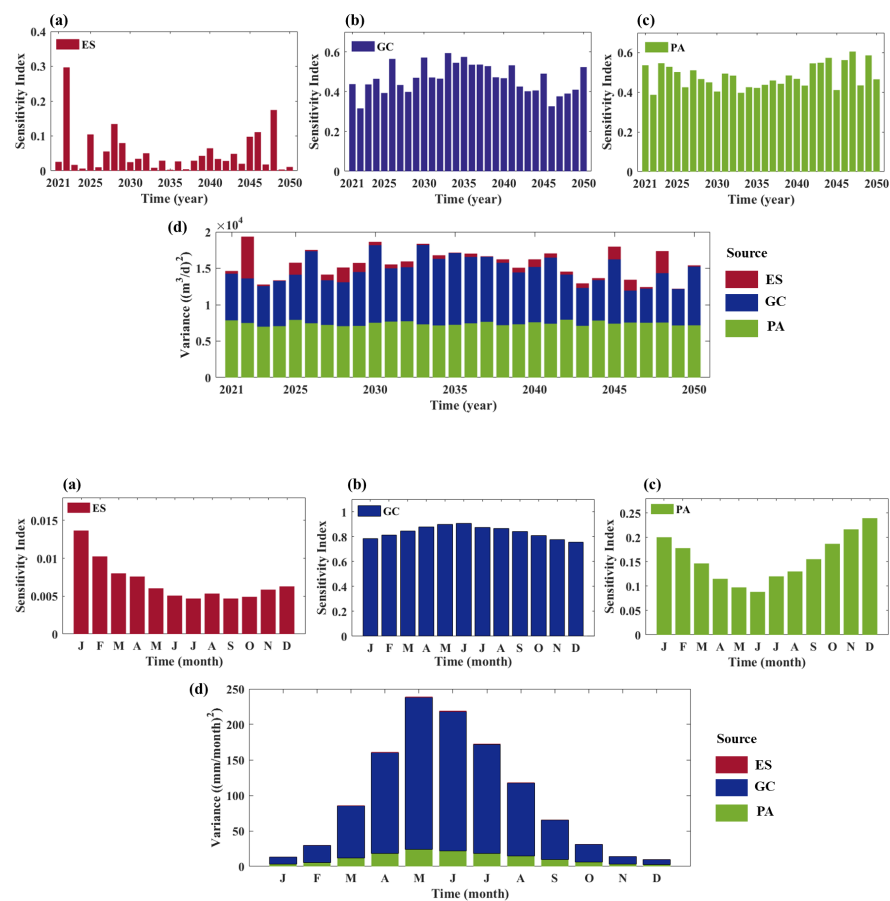 (a)
ES
0.4
0.3
0.2
0.1
0
Sensitivity Index
2021 2025 2030 2035 2040 2045 2050
Time (year)
(b)
GC
0.6
0.4
0.2
0
Sensitivity Index
2021 2025 2030 2035 2040 2045 2050
Time (year)
(c)
PA
0.6
0.4
0.2
0
Sensitivity Index
2021 2025 2030 2035 2040 2045 2050
Time (year)
(d)
×10⁴
2
1.5
1
0.5
0
Variance ((m³/d)²)
2021 2025 2030 2035 2040 2045 2050
Time (year)
Source
ES
GC
PA
(a)
ES
0.015
0.01
0.005
0
Sensitivity Index
J F M A M J J A S O N D
Time (month)
(b)
GC
1
0.8
0.6
0.4
0.2
0
Sensitivity Index
J F M A M J J A S O N D
Time (month)
(c)
PA
0.25
0.2
0.15
0.1
0.05
0
Sensitivity Index
J F M A M J J A S O N D
Time (month)
(d)
250
200
150
100
50
0
Variance ((mm/month)²)
J F M A M J J A S O N D
Time (month)
Source
ES
GC
PA